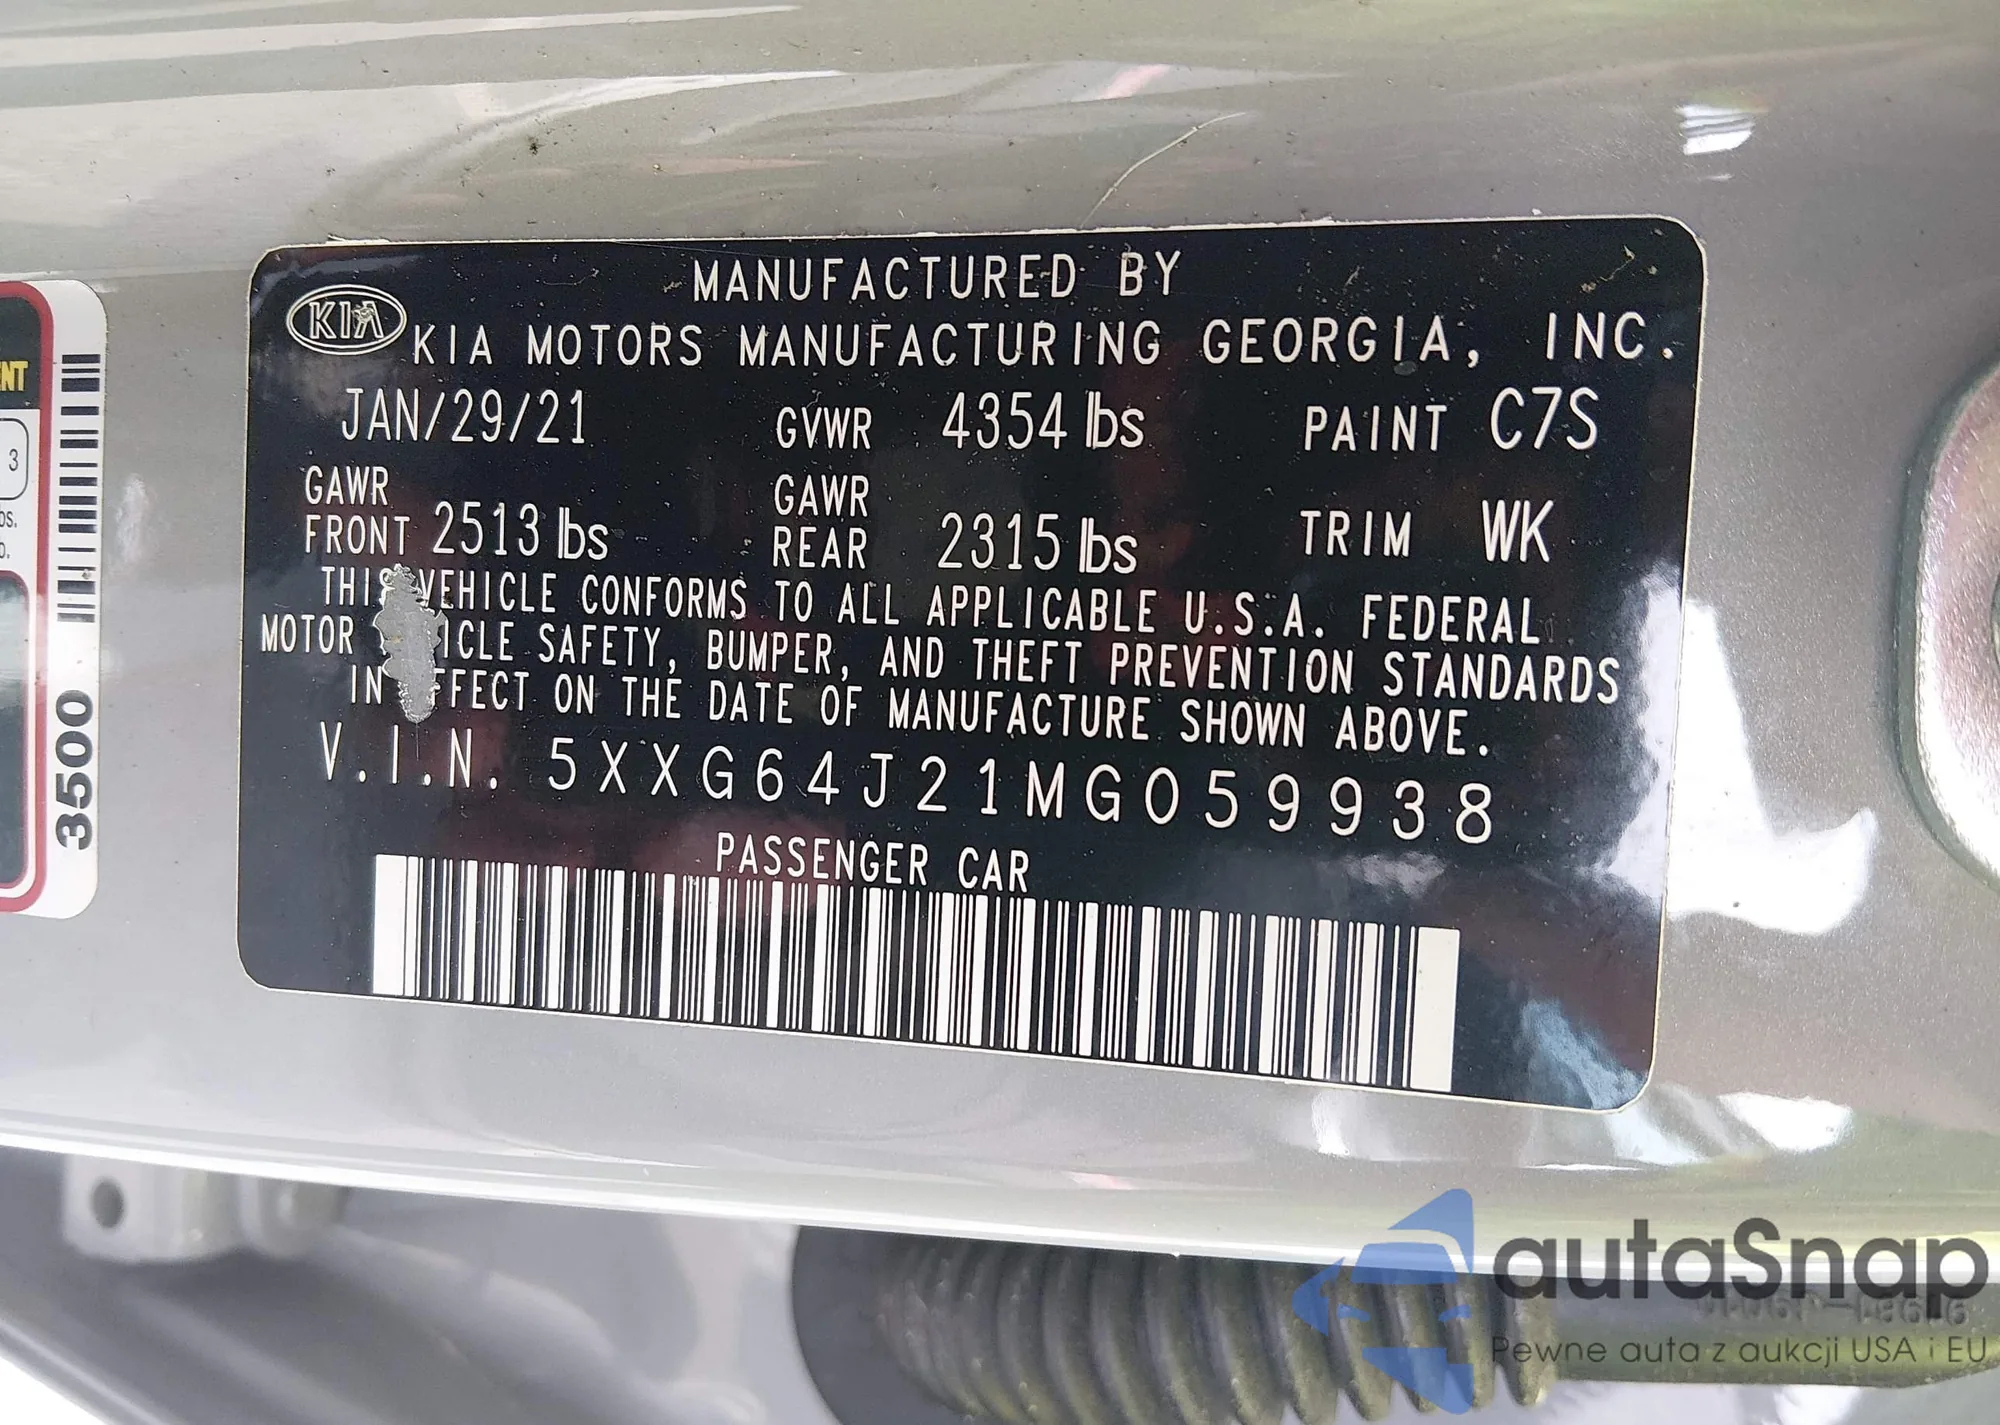 MANUFACTURED BY
KIA
KIA MOTORS MANUFACTURING GEORGIA, INC.
JAN/29/21 GVWR 4354 lbs PAINT C7S
GAWR FRONT 2513 lbs GAWR REAR 2315 lbs TRIM WK
THIS VEHICLE CONFORMS TO ALL APPLICABLE U.S.A. FEDERAL
MOTOR SAFETY, BUMPER, AND THEFT PREVENTION STANDARDS
IN EFFECT ON THE DATE OF MANUFACTURE SHOWN ABOVE.
V.I.N. 5XXG64J21MG059938
PASSENGER CAR
3
3500
autaSnap
Pewne auta z aukcji USA i EU